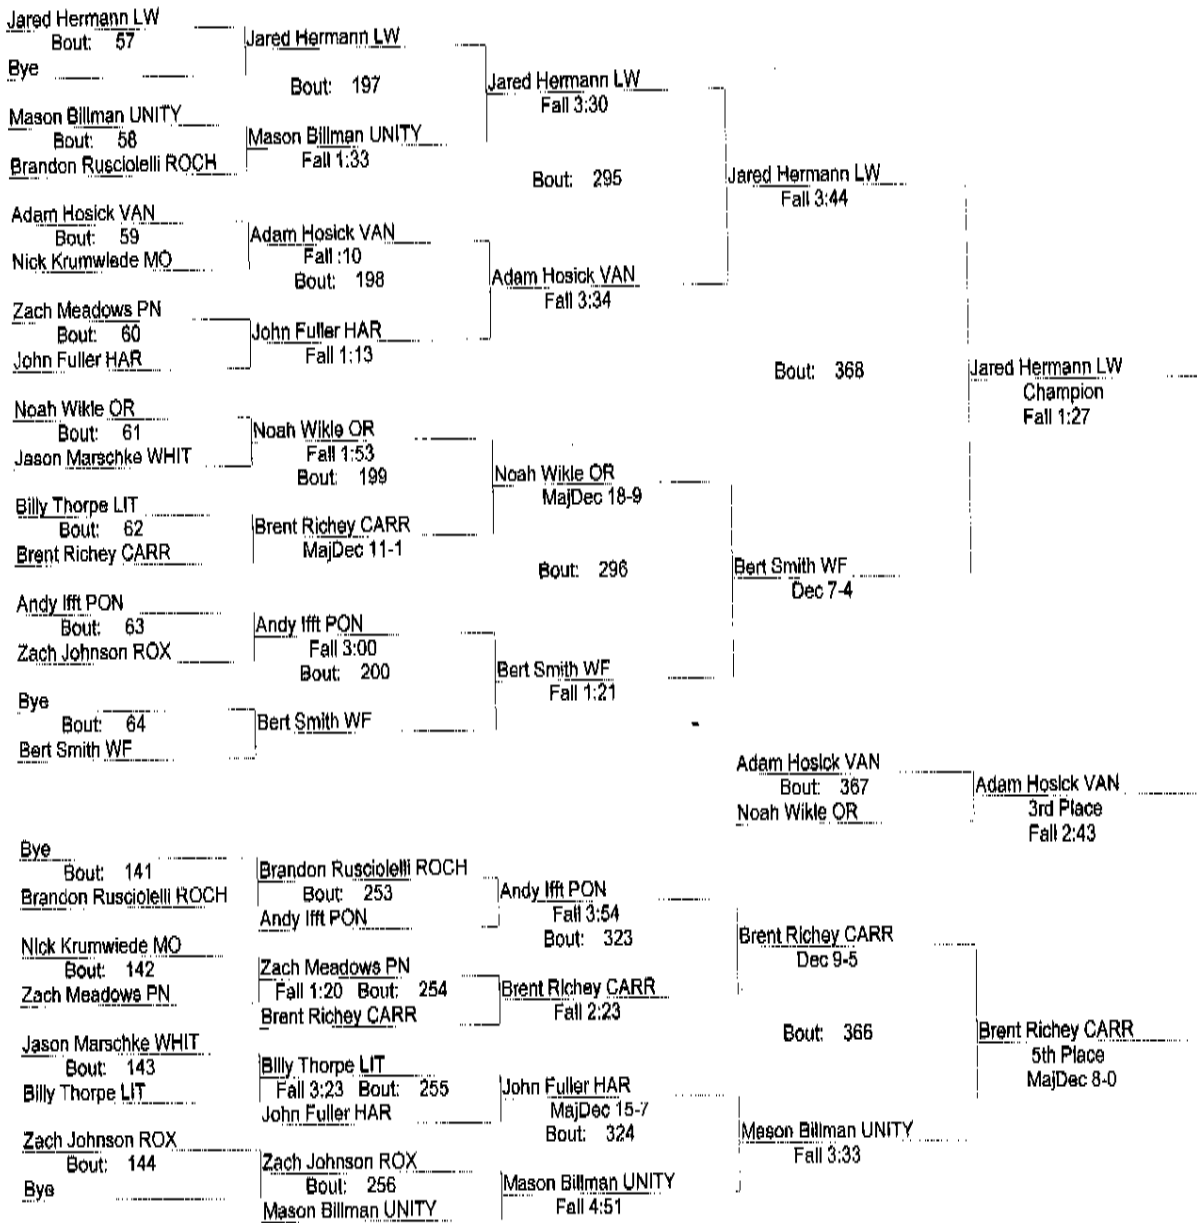 Jared Hermann LW
Bout: 57
Bye
Mason Billman UNITY
Bout: 58
Brandon Rusciolelli ROCH
Adam Hosick VAN
Bout: 59
Nick Krumwiede MO
Zach Meadows PN
Bout: 60
John Fuller HAR
Noah Wikle OR
Bout: 61
Jason Marschke WHIT
Billy Thorpe LIT
Bout: 62
Brent Richey CARR
Andy Ifft PON
Bout: 63
Zach Johnson ROX
Bye
Bout: 64
Bert Smith WF
Jared Hermann LW
Bout: 197
Mason Billman UNITY
Fall 1:33
Adam Hosick VAN
Fall :10
Bout: 198
John Fuller HAR
Fall 1:13
Noah Wikle OR
Fall 1:53
Bout: 199
Brent Richey CARR
MajDec 11-1
Andy Ifft PON
Fall 3:00
Bout: 200
Bert Smith WF
Jared Hermann LW
Fall 3:30
Bout: 295
Adam Hosick VAN
Fall 3:34
Noah Wikle OR
MajDec 18-9
Bout: 296
Bert Smith WF
Fall 1:21
Jared Hermann LW
Fall 3:44
Bout: 368
Bert Smith WF
Dec 7-4
Jared Hermann LW
Champion
Fall 1:27
Adam Hosick VAN
Bout: 367
Noah Wikle OR
Adam Hosick VAN
3rd Place
Fall 2:43
Bye
Bout: 141
Brandon Rusciolelli ROCH
Nick Krumwiede MO
Bout: 142
Zach Meadows PN
Jason Marschke WHIT
Bout: 143
Billy Thorpe LIT
Zach Johnson ROX
Bout: 144
Bye
Brandon Rusciolelli ROCH
Bout: 253
Andy Ifft PON
Zach Meadows PN
Fall 1:20 Bout: 254
Brent Richey CARR
Billy Thorpe LIT
Fall 3:23 Bout: 255
John Fuller HAR
Zach Johnson ROX
Bout: 256
Mason Billman UNITY
Andy Ifft PON
Fall 3:54
Bout: 323
Brent Richey CARR
Fall 2:23
John Fuller HAR
MajDec 15-7
Bout: 324
Mason Billman UNITY
Fall 4:51
Brent Richey CARR
Dec 9-5
Bout: 366
Mason Billman UNITY
Fall 3:33
Brent Richey CARR
5th Place
MajDec 8-0